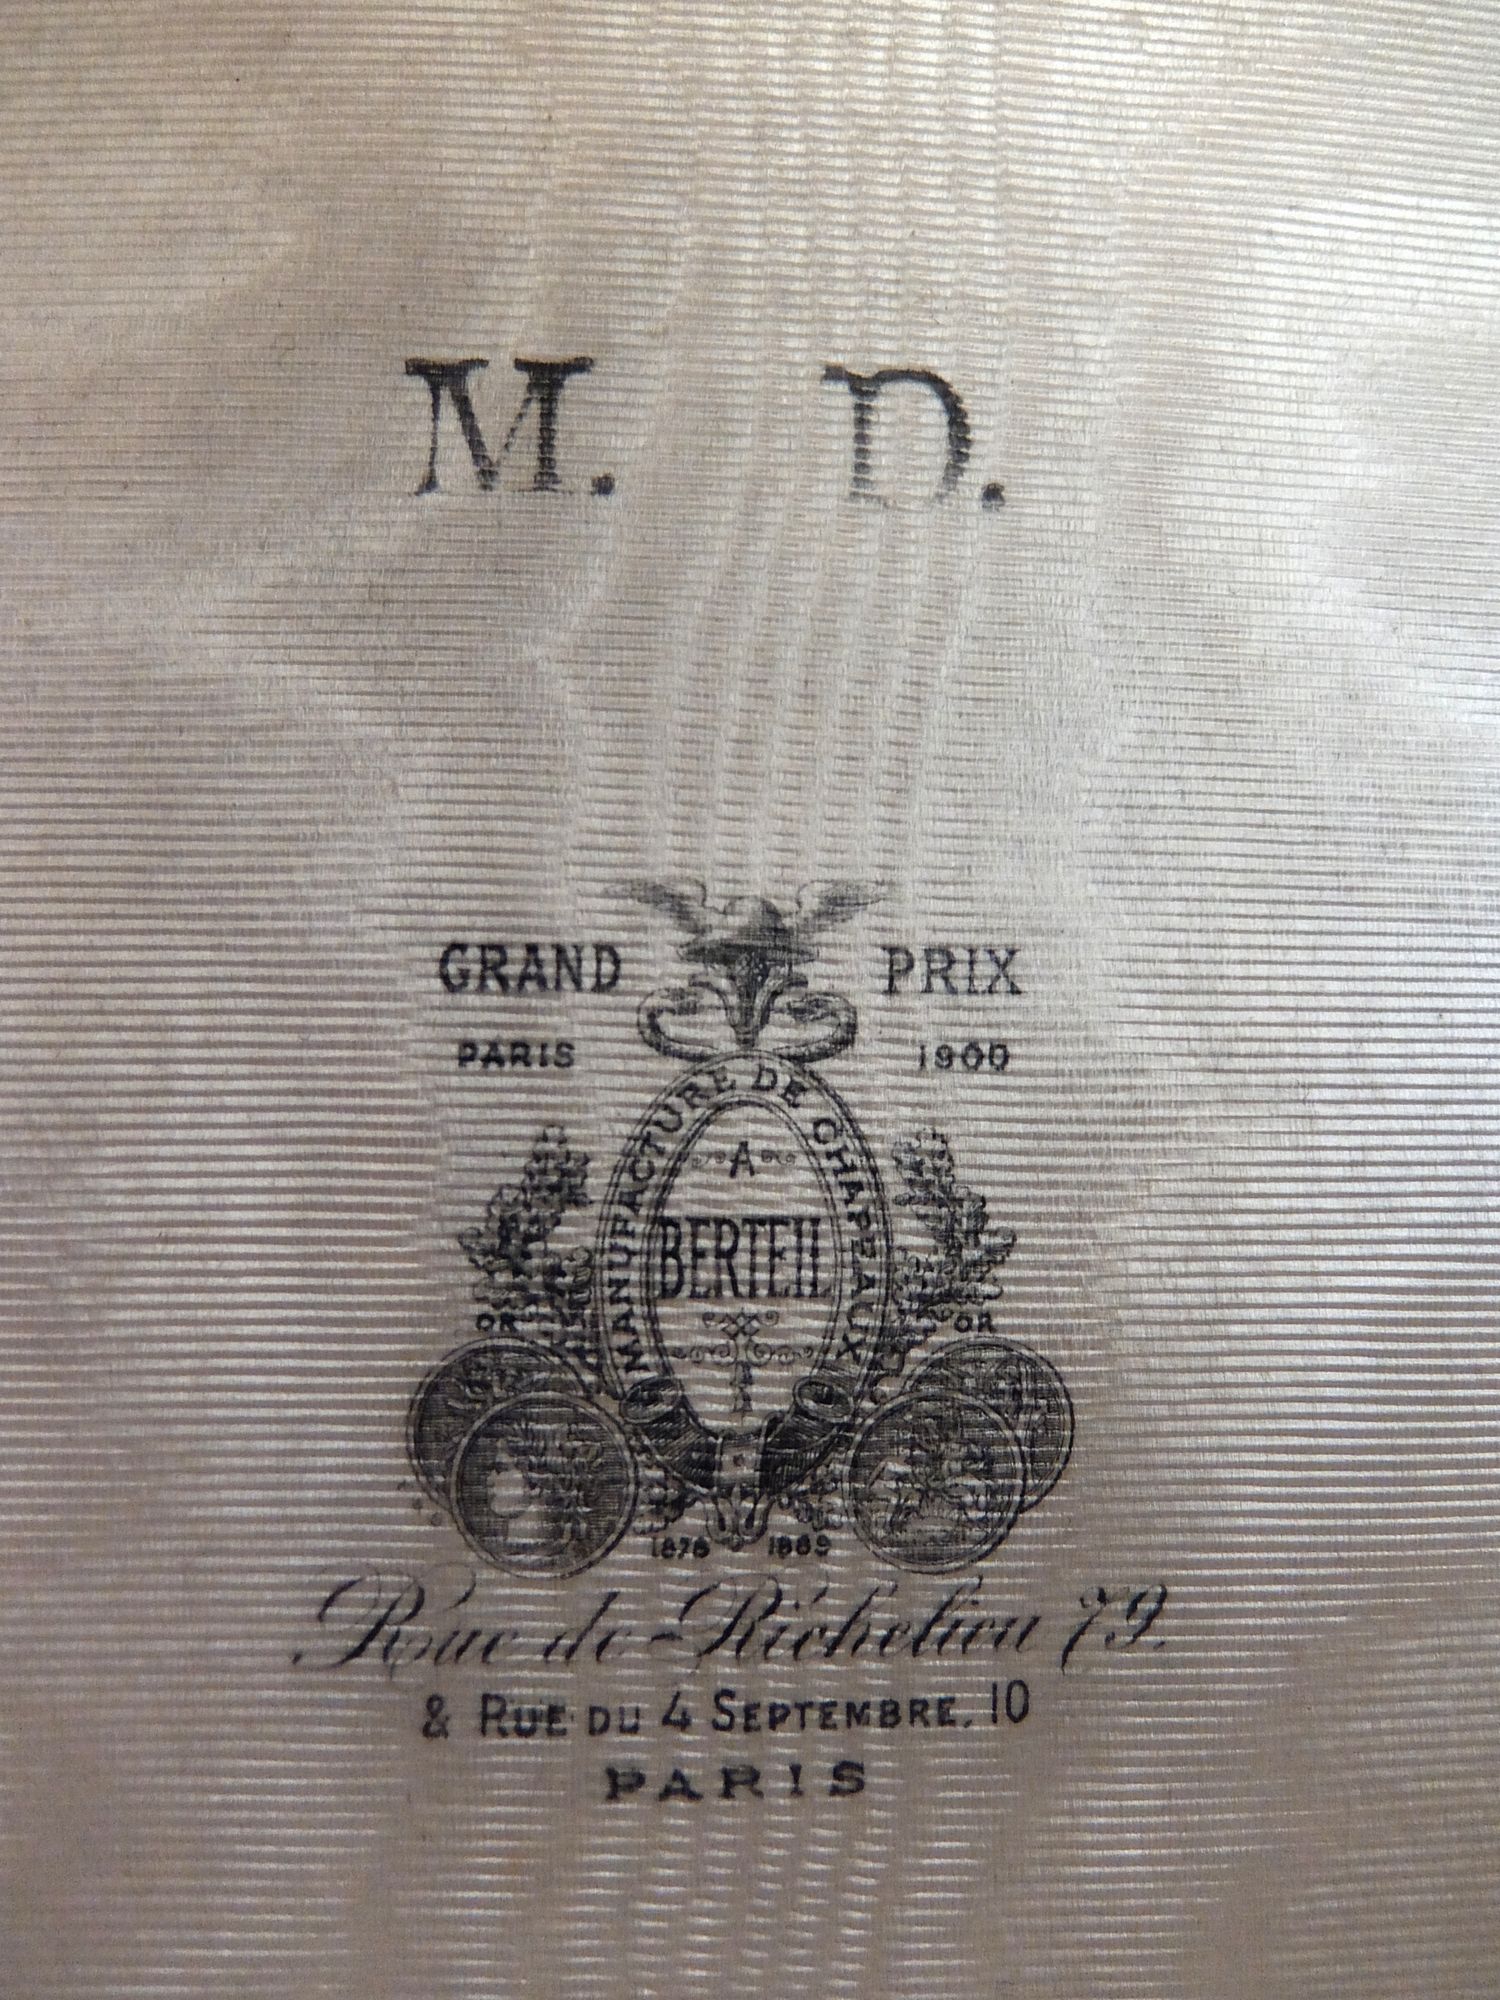 M. D.
GRAND PRIX
PARIS 1900
MANUFACTURE DE CHAPEAUX
A
BERTEIL
OR OR
1878 1889
Rue de Richelieu 79.
& RUE DU 4 SEPTEMBRE. 10
PARIS